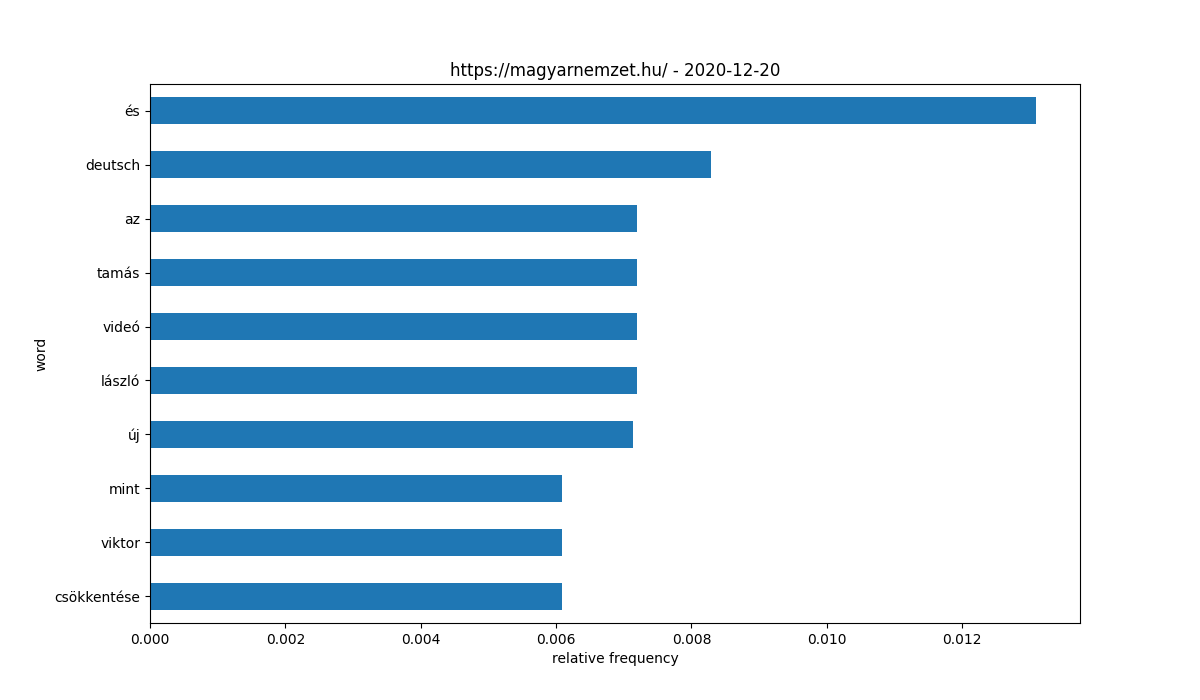 https://magyarnemzet.hu/ - 2020-12-20
és
deutsch
az
tamás
videó
lászló
új
mint
viktor
csökkentése
word
0.000 0.002 0.004 0.006 0.008 0.010 0.012
relative frequency